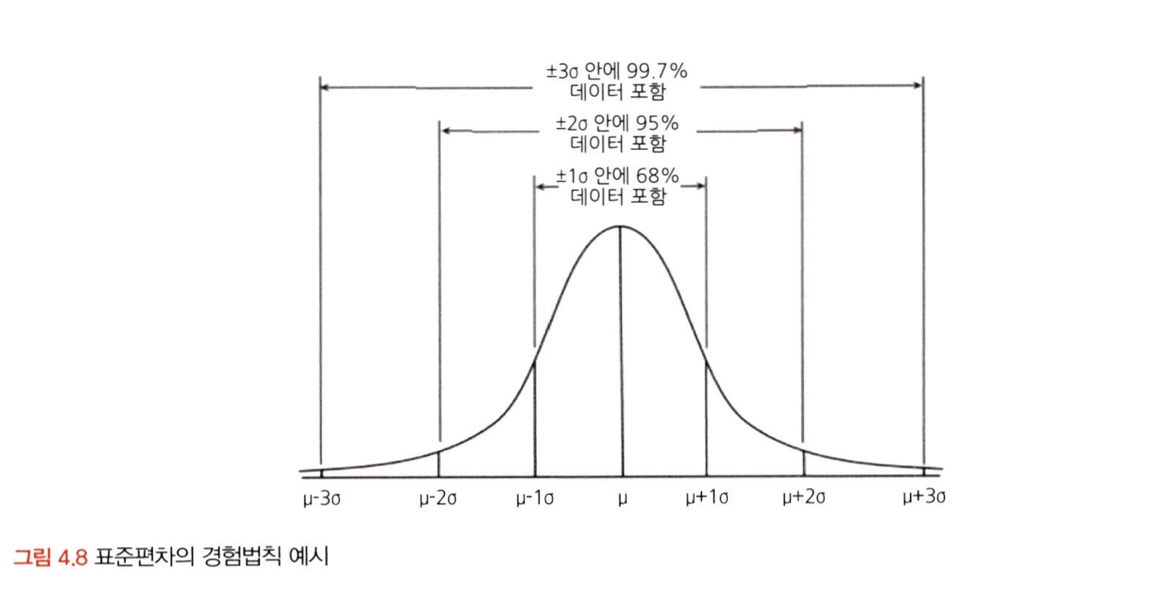 ±3σ 안에 99.7%
데이터 포함
±2σ 안에 95%
데이터 포함
±1σ 안에 68%
데이터 포함
μ-3σ μ-2σ μ-1σ μ μ+1σ μ+2σ μ+3σ
그림 4.8 표준편차의 경험법칙 예시